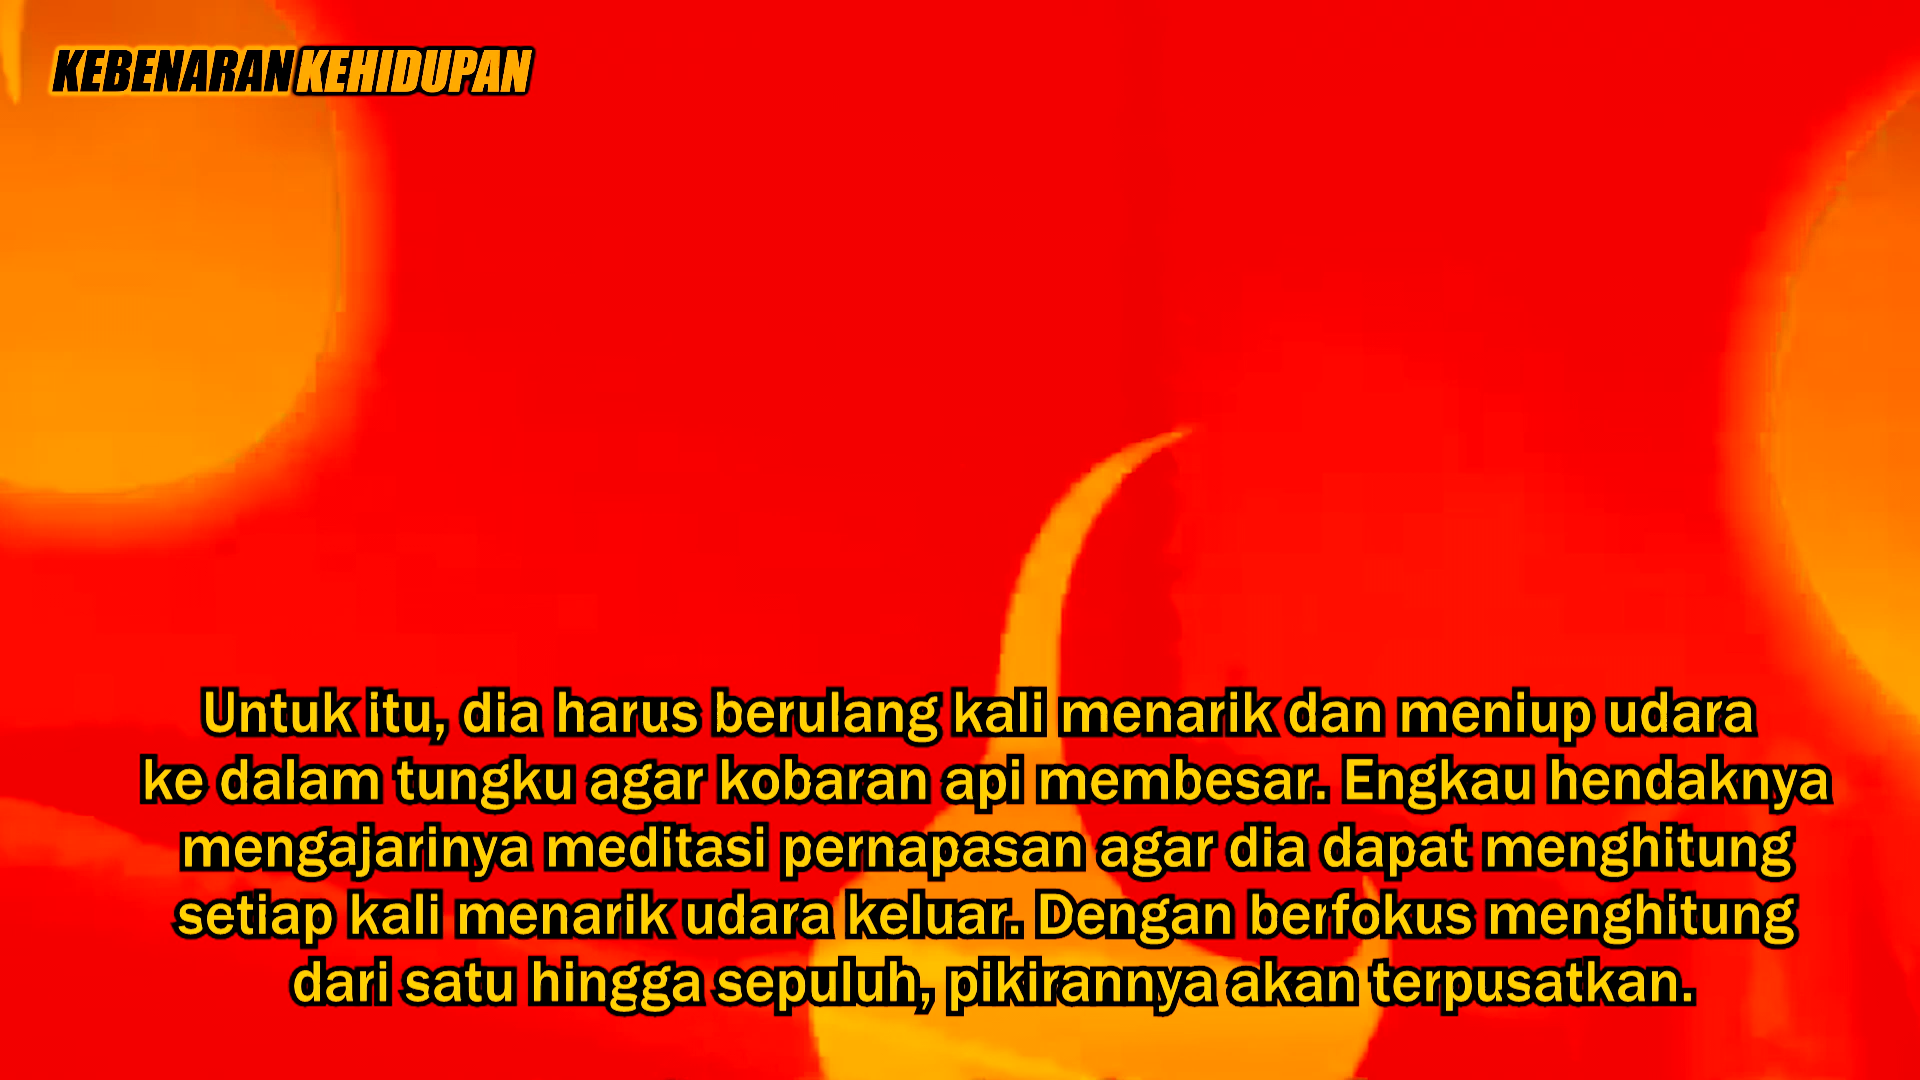 KEBENARAN KEHIDUPAN
Untuk itu, dia harus berulang kali menarik dan meniup udara
ke dalam tungku agar kobaran api membesar. Engkau hendaknya
mengajarinya meditasi pernapasan agar dia dapat menghitung
setiap kali menarik udara keluar. Dengan berfokus menghitung
dari satu hingga sepuluh, pikirannya akan terpusatkan.